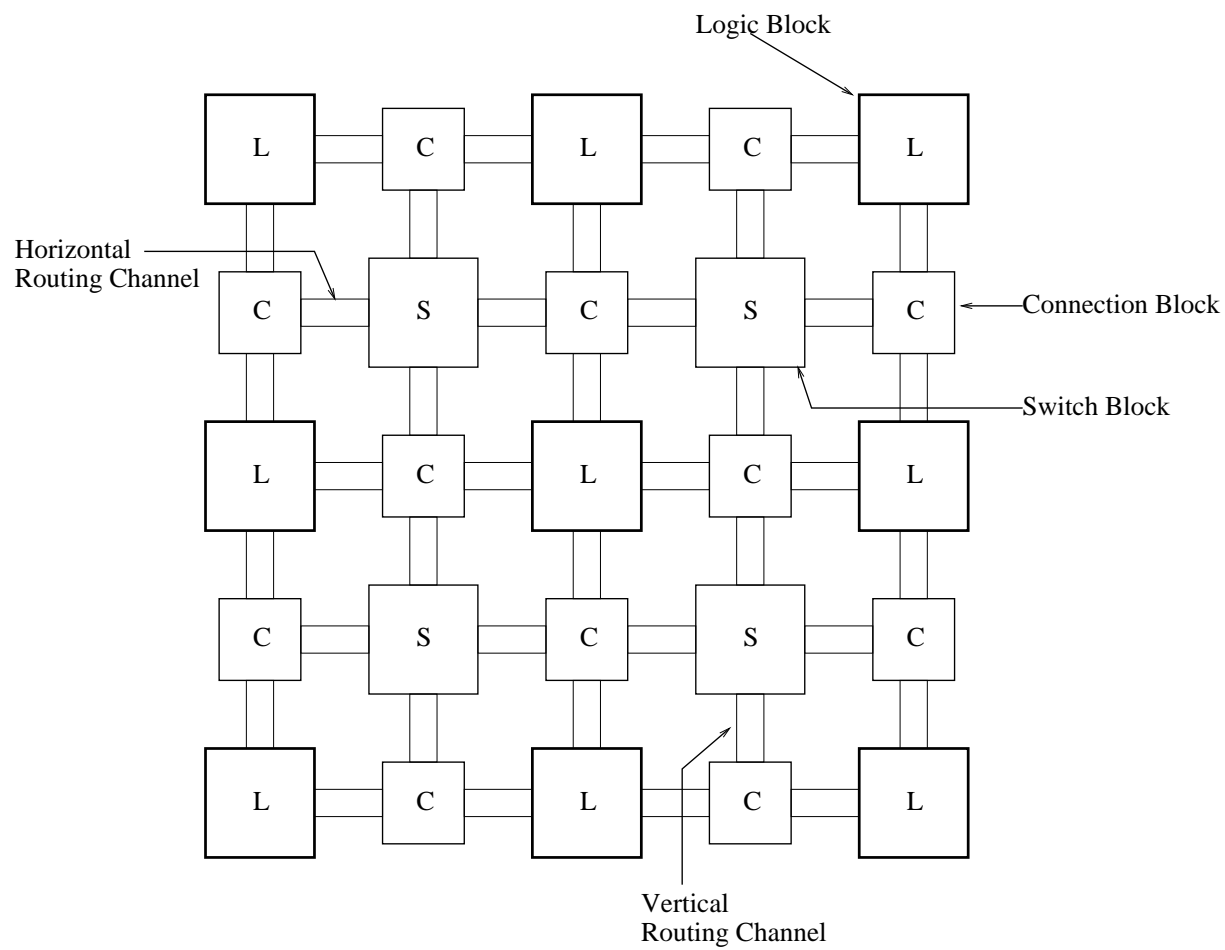 Logic Block
L C L C L
Horizontal
Routing Channel
C S C S C
Connection Block
Switch Block
L C L C L
C S C S C
L C L C L
Vertical
Routing Channel